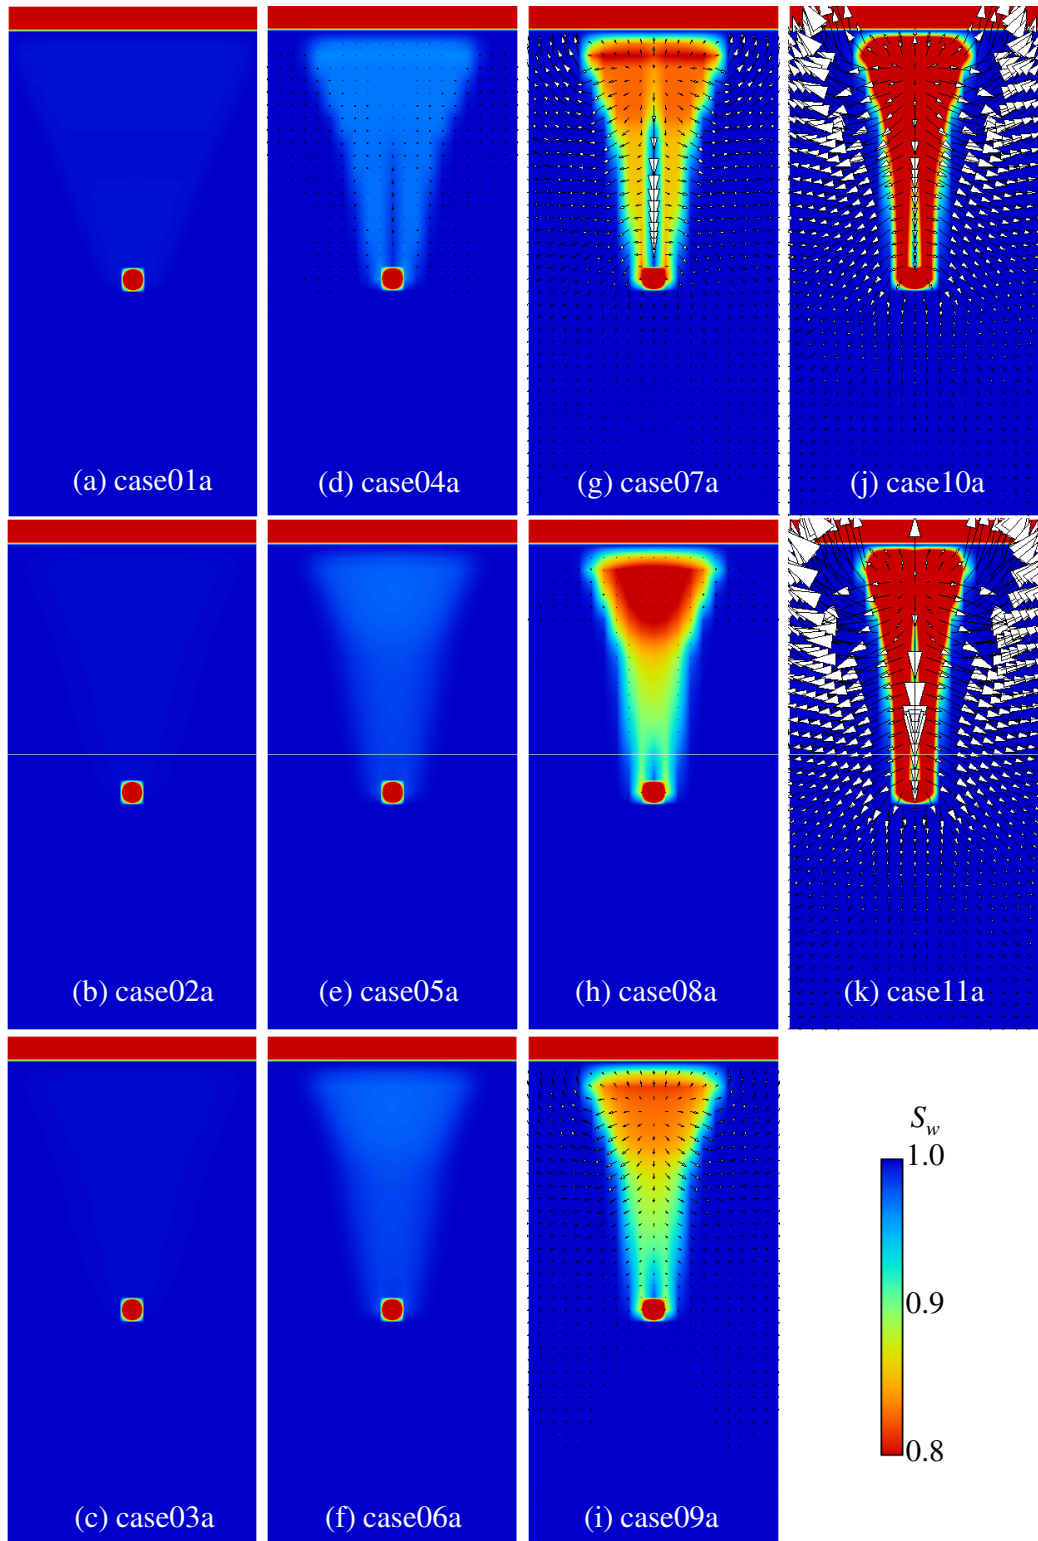 (a) case01a
(d) case04a
(g) case07a
(j) case10a
(b) case02a
(e) case05a
(h) case08a
(k) case11a
S_w
1.0
0.9
0.8
(c) case03a
(f) case06a
(i) case09a